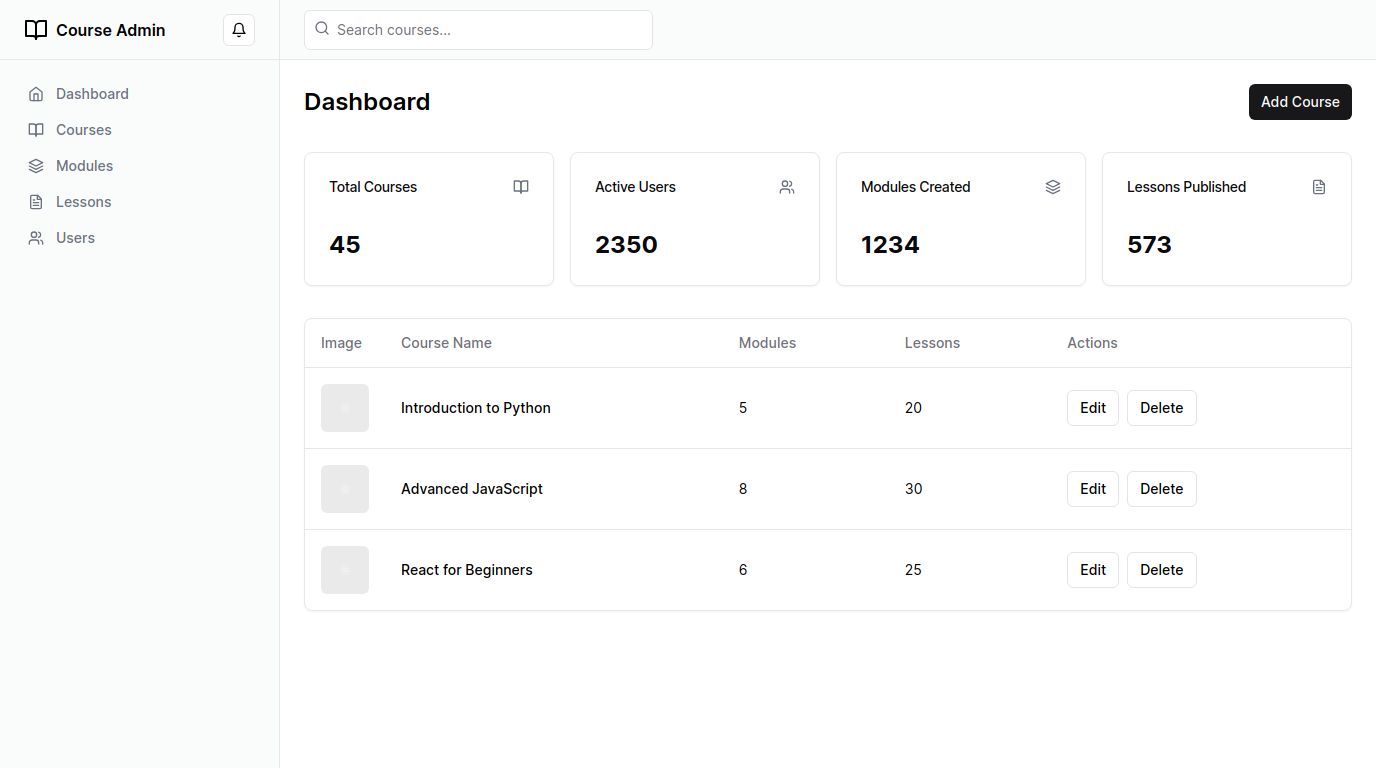 Course Admin
Search courses...
Dashboard
Courses
Modules
Lessons
Users
Dashboard
Add Course
Total Courses
45
Active Users
2350
Modules Created
1234
Lessons Published
573
Image Course Name Modules Lessons Actions
Introduction to Python 5 20 Edit Delete
Advanced JavaScript 8 30 Edit Delete
React for Beginners 6 25 Edit Delete